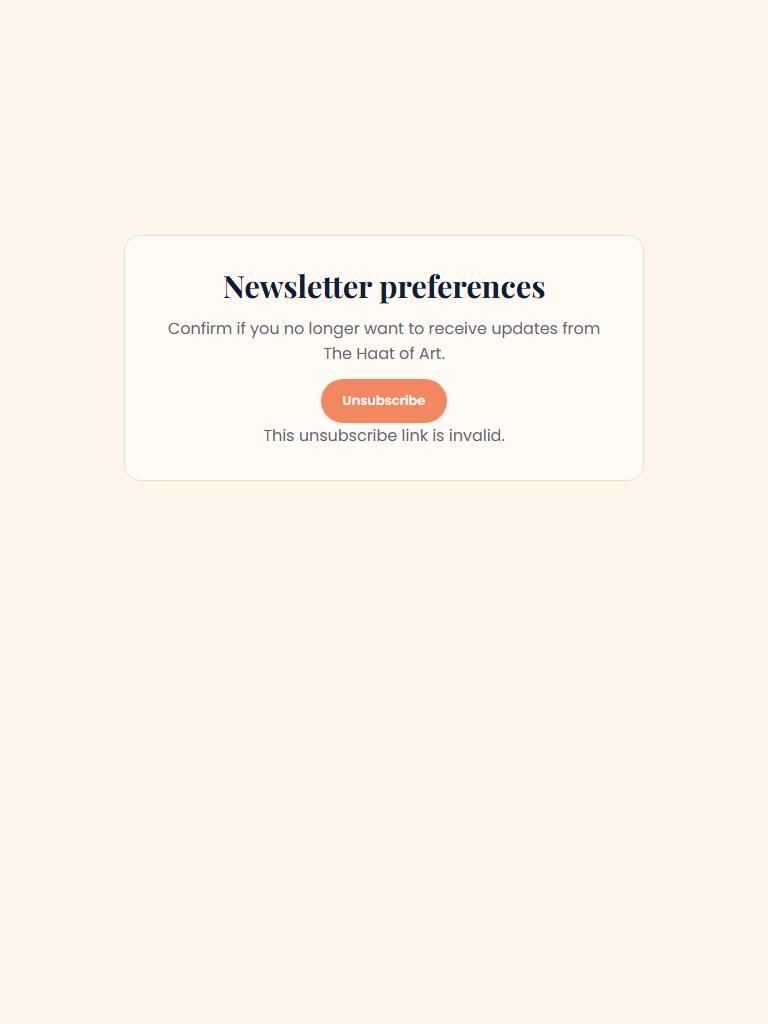 Newsletter preferences
Confirm if you no longer want to receive updates from
The Haat of Art.
Unsubscribe
This unsubscribe link is invalid.